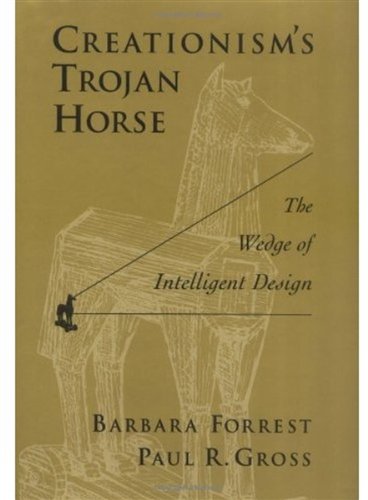 CREATIONISM'S
TROJAN
HORSE
The
Wedge of
Intelligent Design
BARBARA FORREST
PAUL R. GROSS